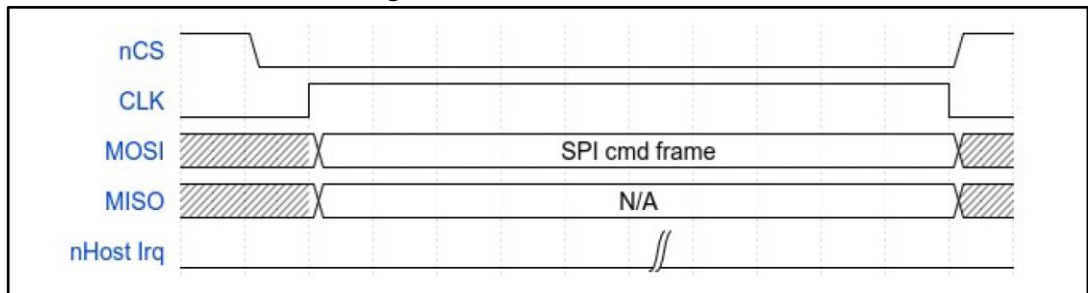 nCS
CLK
MOSI SPI cmd frame
MISO N/A
nHost Irq